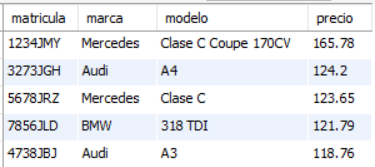 matricula marca modelo precio
1234JMY Mercedes Clase C Coupe 170CV 165.78
3273JGH Audi A4 124.2
5678JRZ Mercedes Clase C 123.65
7856JLD BMW 318 TDI 121.79
4738JBJ Audi A3 118.76